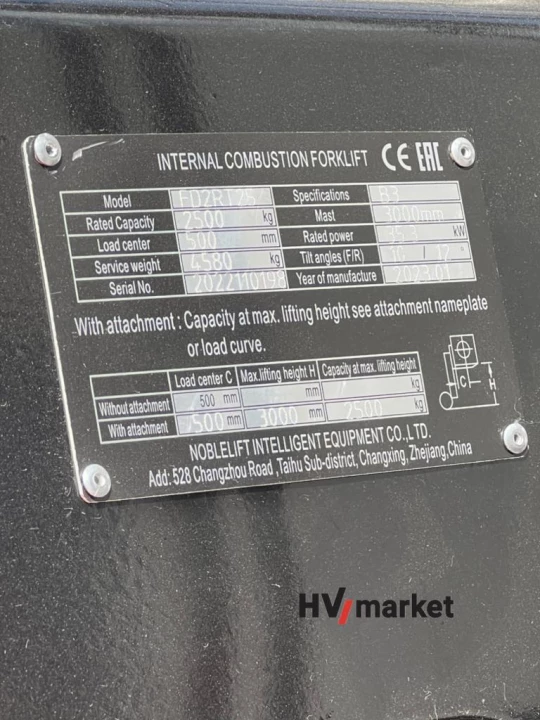 INTERNAL COMBUSTION FORKLIFT CE EAC
Model FD2RT25 Specifications B3
Rated Capacity 2500 kg Mast 3000mm
Load center 500 mm Rated power kW
Service weight 4580 kg Tilt angles (F/R) 10 / 12 °
Serial No. Year of manufacture 2023.01
With attachment : Capacity at max. lifting height see attachment nameplate
or load curve.
Load center C Max.lifting height H Capacity at max. lifting height
Without attachment 500 mm mm / kg
With attachment 500 mm 3000 mm 2500 kg
C H
NOBLELIFT INTELLIGENT EQUIPMENT CO.,LTD.
Add: 528 Changzhou Road ,Taihu Sub-district, Changxing, Zhejiang,China
HV/market